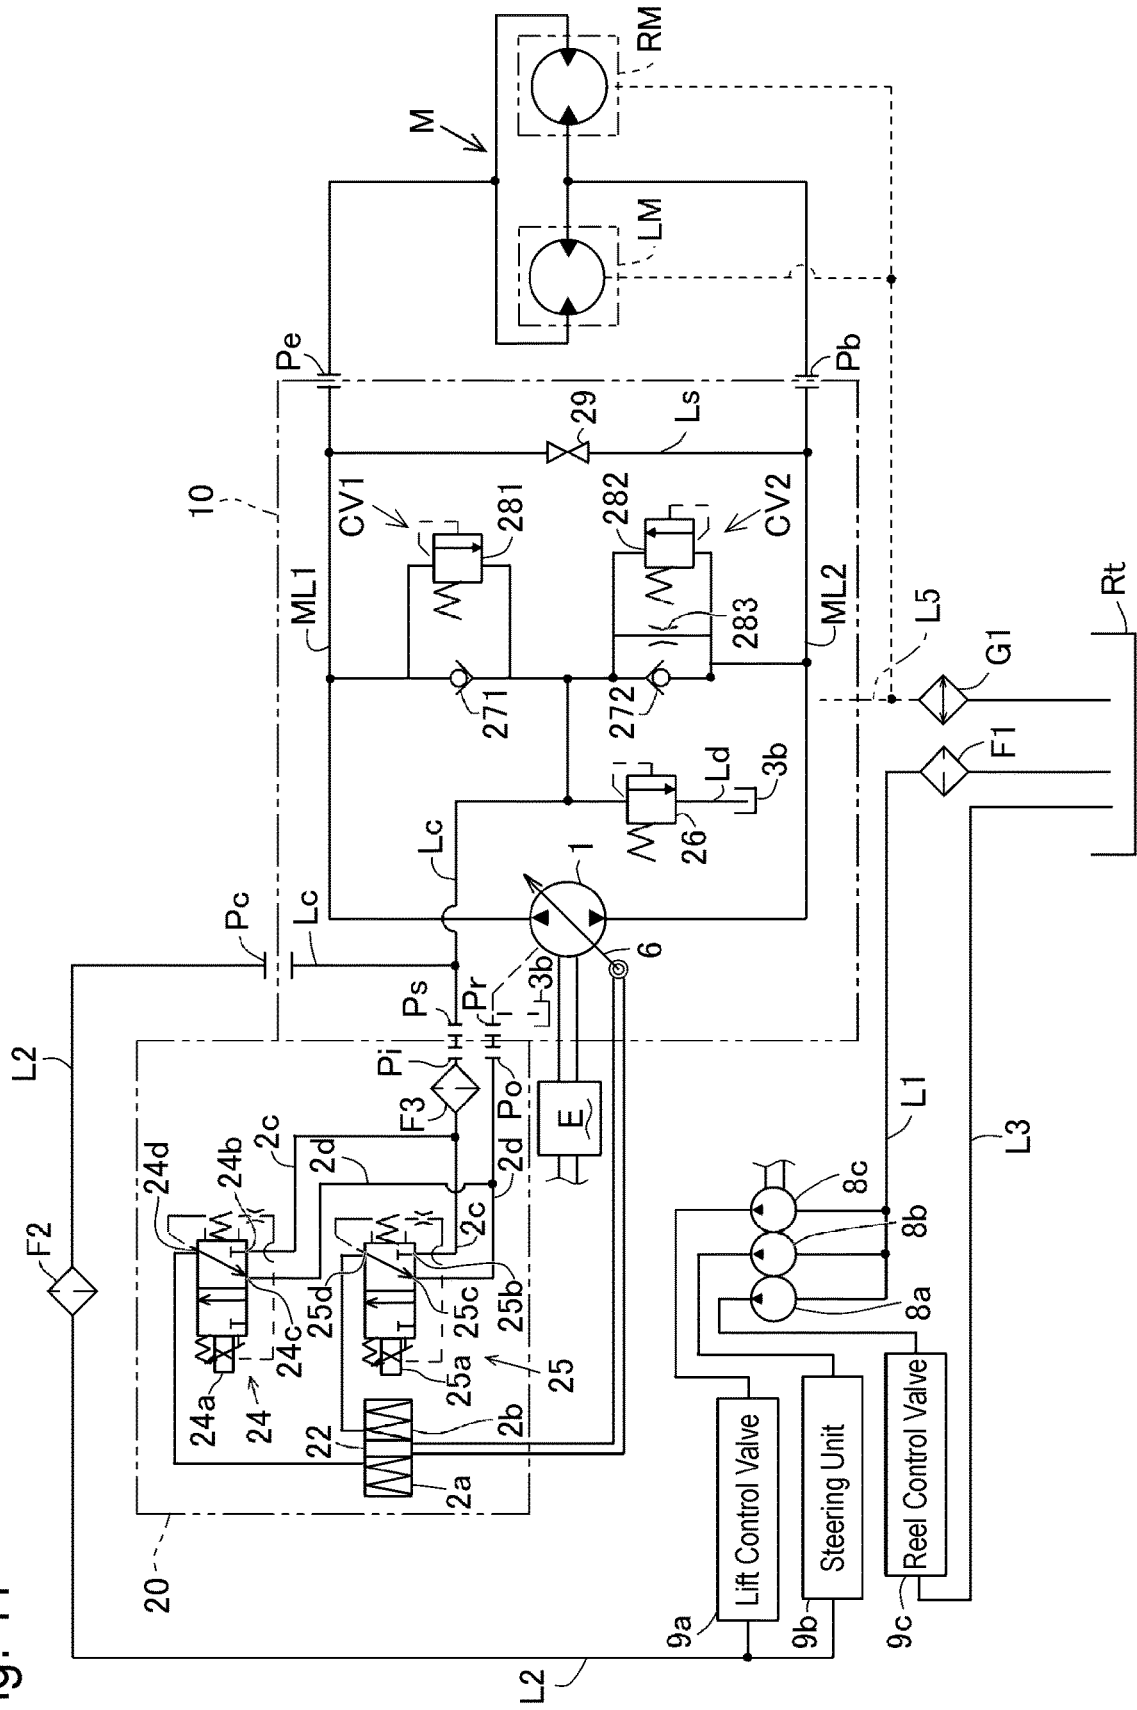 RM
M
LM
Pe
Pb
29
Ls
10
CV1
281
282
CV2
ML1
283
ML2
271
272
L5
G1
Rt
Ld
3b
F1
26
Lc
1
Pc
Lc
6
3b
Ps
Pr
L2
Pi
Po
F3
E
L1
L3
2c
2d
24d
24b
2d
2c
8c
8b
8a
F2
25d
25b
25c
24c
24a
24
25a
25
22
2b
2a
20
Lift Control Valve
Steering Unit
Reel Control Valve
9a
9b
9c
L2